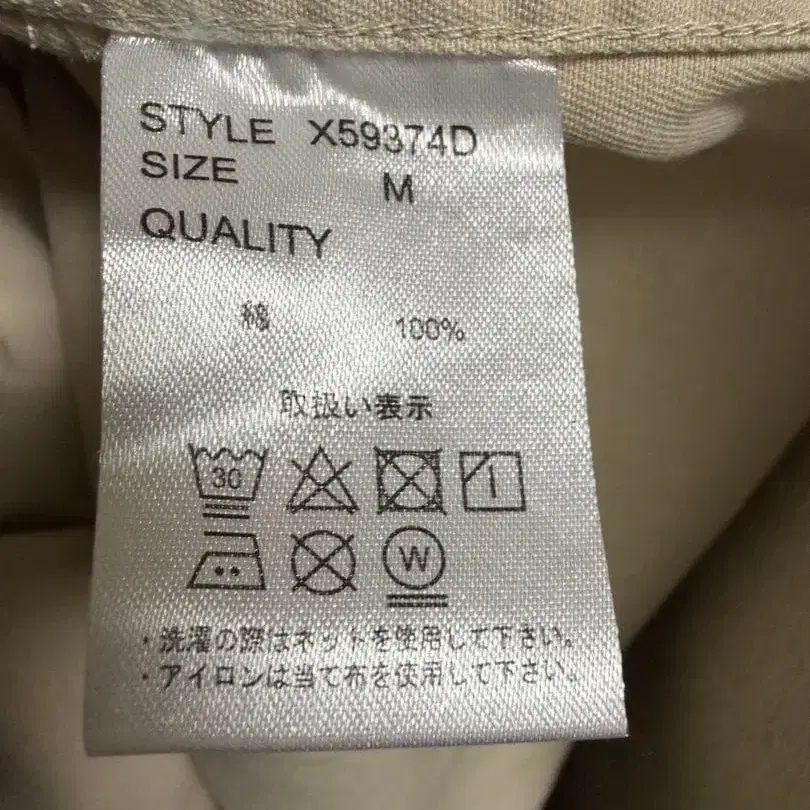 STYLE X59374D
SIZE M
QUALITY
綿 100%
取扱い表示
30
W
・洗濯の際はネットを使用して下さい。
・アイロンは当て布を使用して下さい。